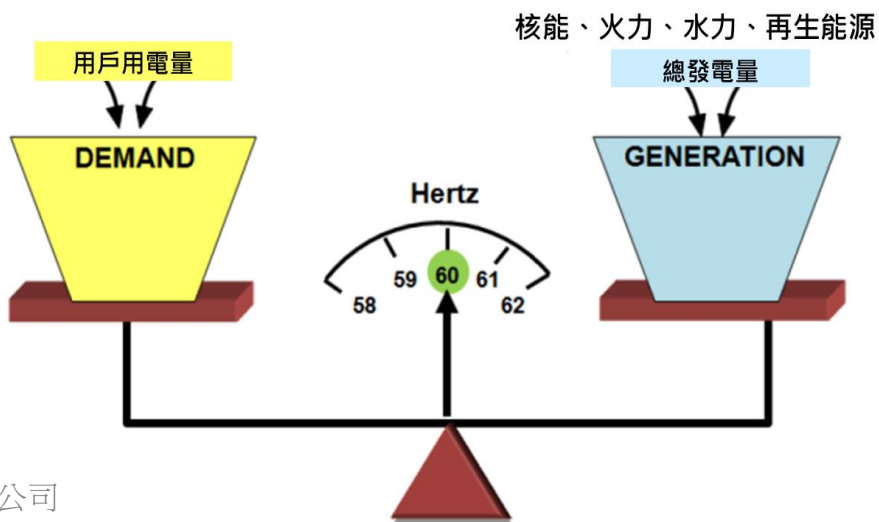 核能、火力、水力、再生能源
用戶用電量
總發電量
DEMAND
GENERATION
Hertz
58
59
60
61
62
公司